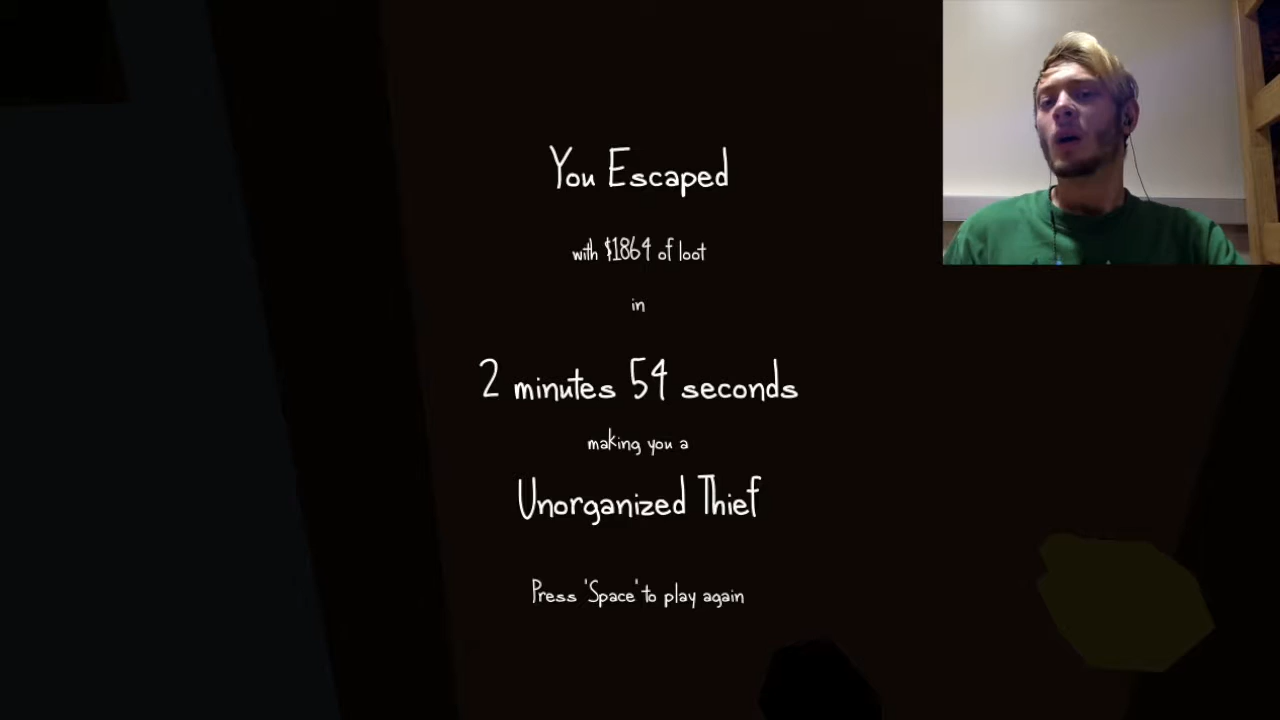 You Escaped
with $1864 of loot
in
2 minutes 54 seconds
making you a
Unorganized Thief
Press 'Space' to play again